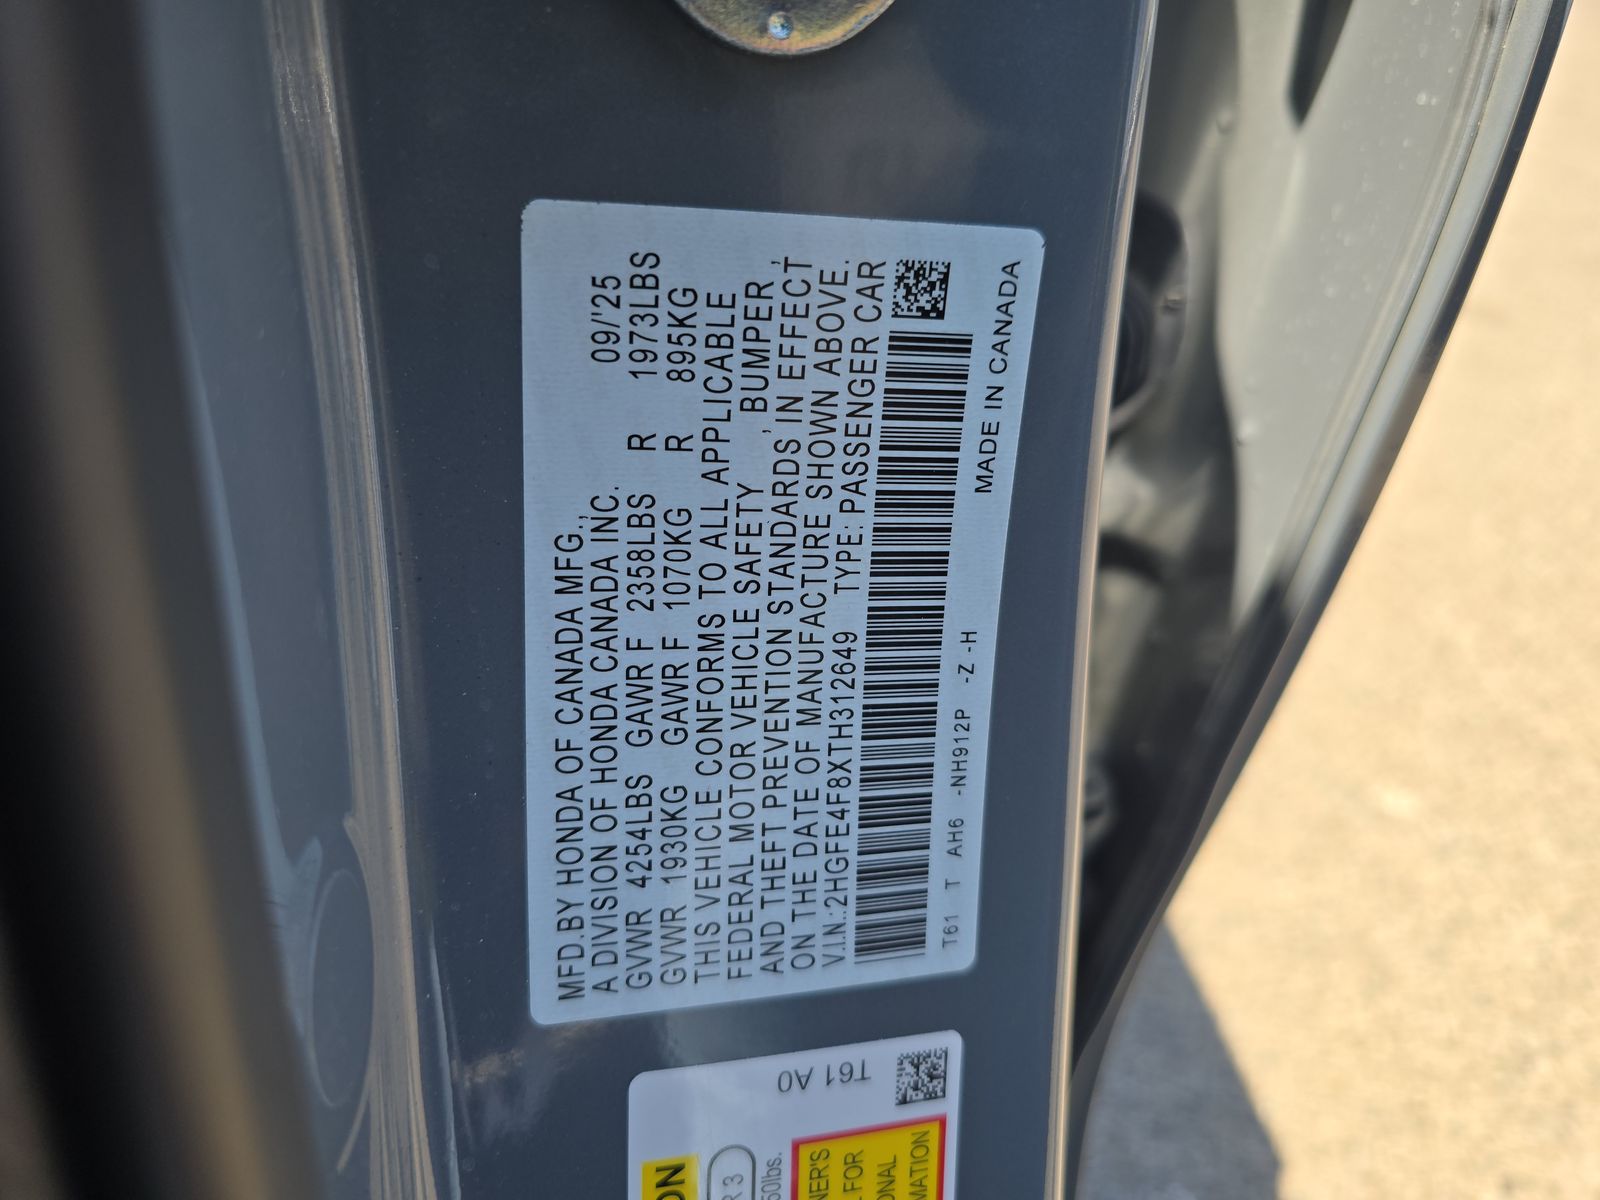 MFD.BY HONDA OF CANADA MFG.,
A DIVISION OF HONDA CANADA INC. 09/'25
GVWR 4254LBS GAWR F 2358LBS R 1973LBS
GVWR 1930KG GAWR F 1070KG R 895KG
THIS VEHICLE CONFORMS TO ALL APPLICABLE
FEDERAL MOTOR VEHICLE SAFETY , BUMPER ,
AND THEFT PREVENTION STANDARDS IN EFFECT
ON THE DATE OF MANUFACTURE SHOWN ABOVE.
V.I.N.:2HGFE4F8XTH312649 TYPE: PASSENGER CAR
T61 T AH6 -NH912P -Z -H
MADE IN CANADA
T61 A0
R3
50lbs.